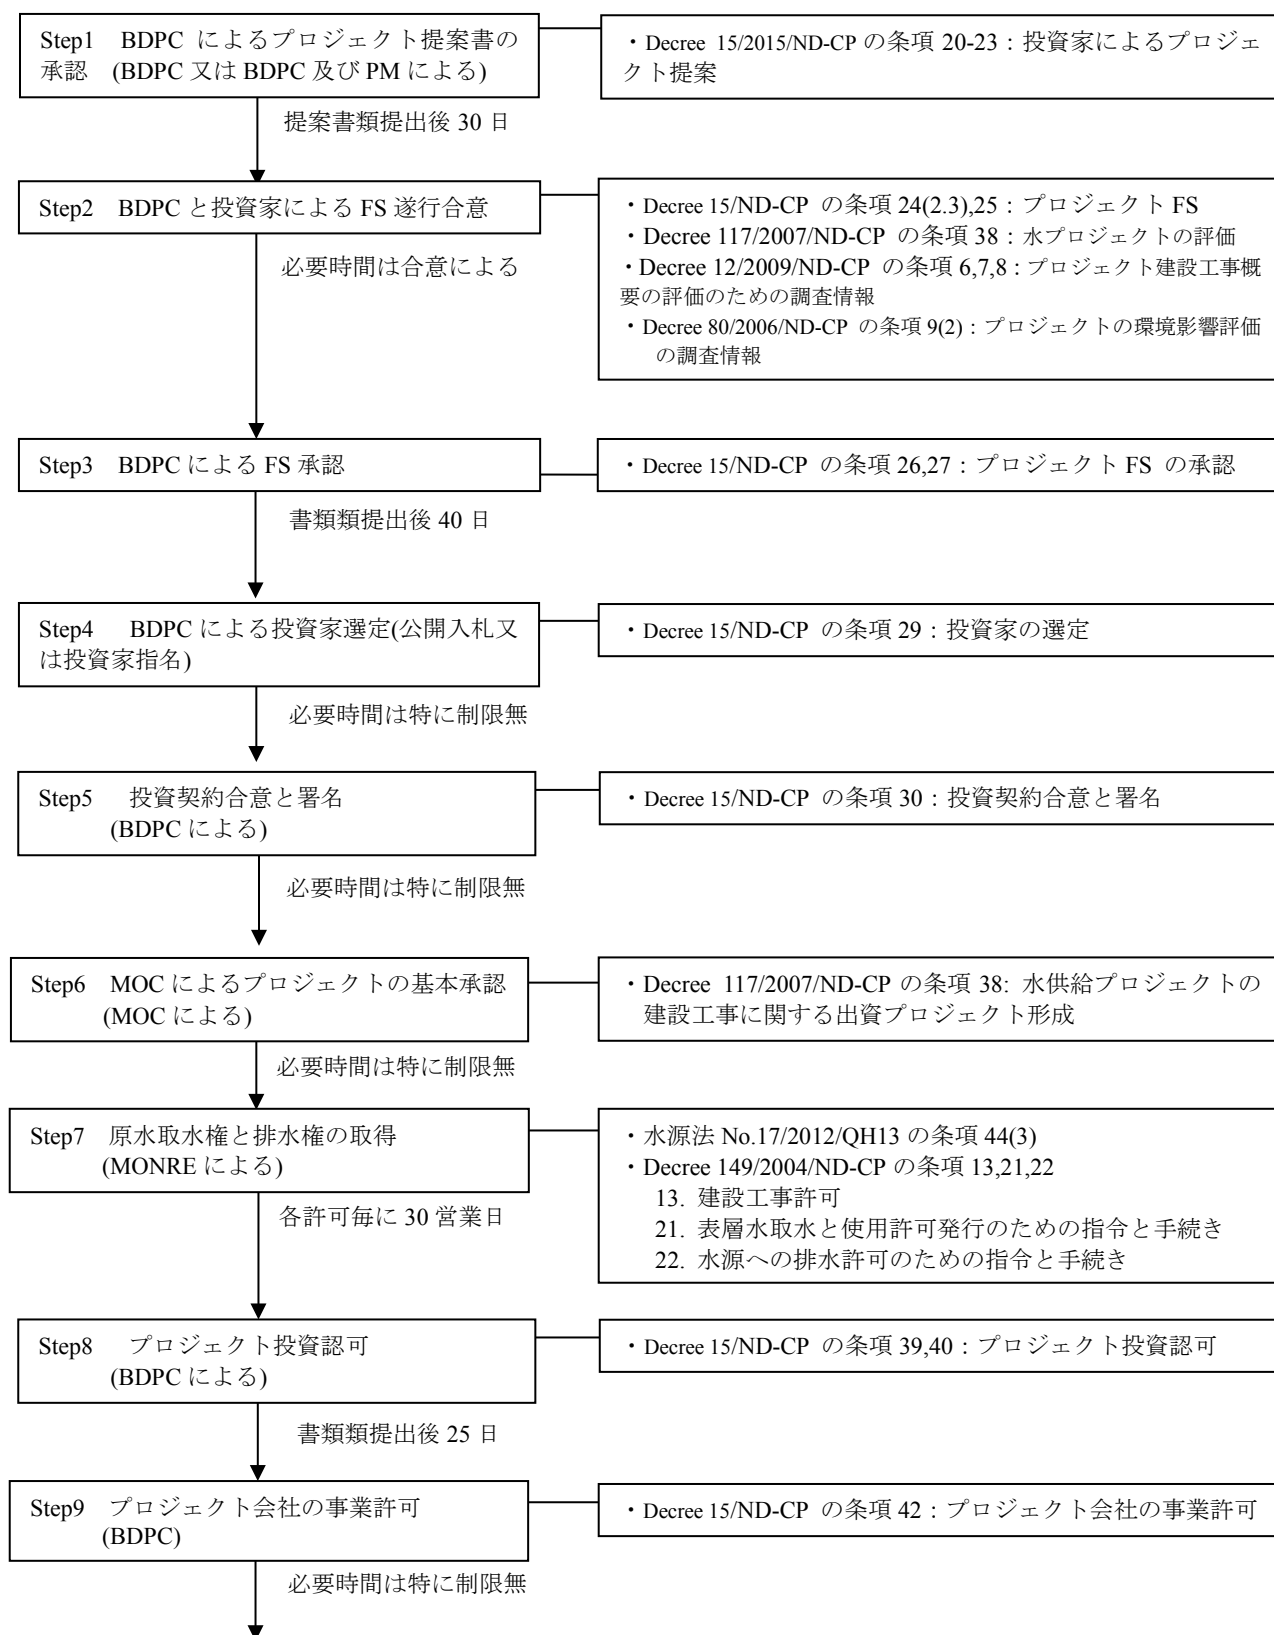 Step1 BDPC によるプロジェクト提案書の
承認 (BDPC 又は BDPC 及び PM による)
・Decree 15/2015/ND-CP の条項 20-23：投資家によるプロジェ
クト提案
提案書類提出後 30 日
Step2 BDPC と投資家による FS 遂行合意
・Decree 15/ND-CP の条項 24(2.3),25：プロジェクト FS
・Decree 117/2007/ND-CP の条項 38：水プロジェクトの評価
・Decree 12/2009/ND-CP の条項 6,7,8：プロジェクト建設工事概
要の評価のための調査情報
・Decree 80/2006/ND-CP の条項 9(2)：プロジェクトの環境影響評価
の調査情報
必要時間は合意による
Step3 BDPC による FS 承認
・Decree 15/ND-CP の条項 26,27：プロジェクト FS の承認
書類類提出後 40 日
Step4 BDPC による投資家選定(公開入札又
は投資家指名)
・Decree 15/ND-CP の条項 29：投資家の選定
必要時間は特に制限無
Step5 投資契約合意と署名
(BDPC による)
・Decree 15/ND-CP の条項 30：投資契約合意と署名
必要時間は特に制限無
Step6 MOC によるプロジェクトの基本承認
(MOC による)
・Decree 117/2007/ND-CP の条項 38: 水供給プロジェクトの
建設工事に関する出資プロジェクト形成
必要時間は特に制限無
Step7 原水取水権と排水権の取得
(MONRE による)
・水源法 No.17/2012/QH13 の条項 44(3)
・Decree 149/2004/ND-CP の条項 13,21,22
13. 建設工事許可
21. 表層水取水と使用許可発行のための指令と手続き
22. 水源への排水許可のための指令と手続き
各許可毎に 30 営業日
Step8 プロジェクト投資認可
(BDPC による)
・Decree 15/ND-CP の条項 39,40：プロジェクト投資認可
書類類提出後 25 日
Step9 プロジェクト会社の事業許可
(BDPC)
・Decree 15/ND-CP の条項 42：プロジェクト会社の事業許可
必要時間は特に制限無